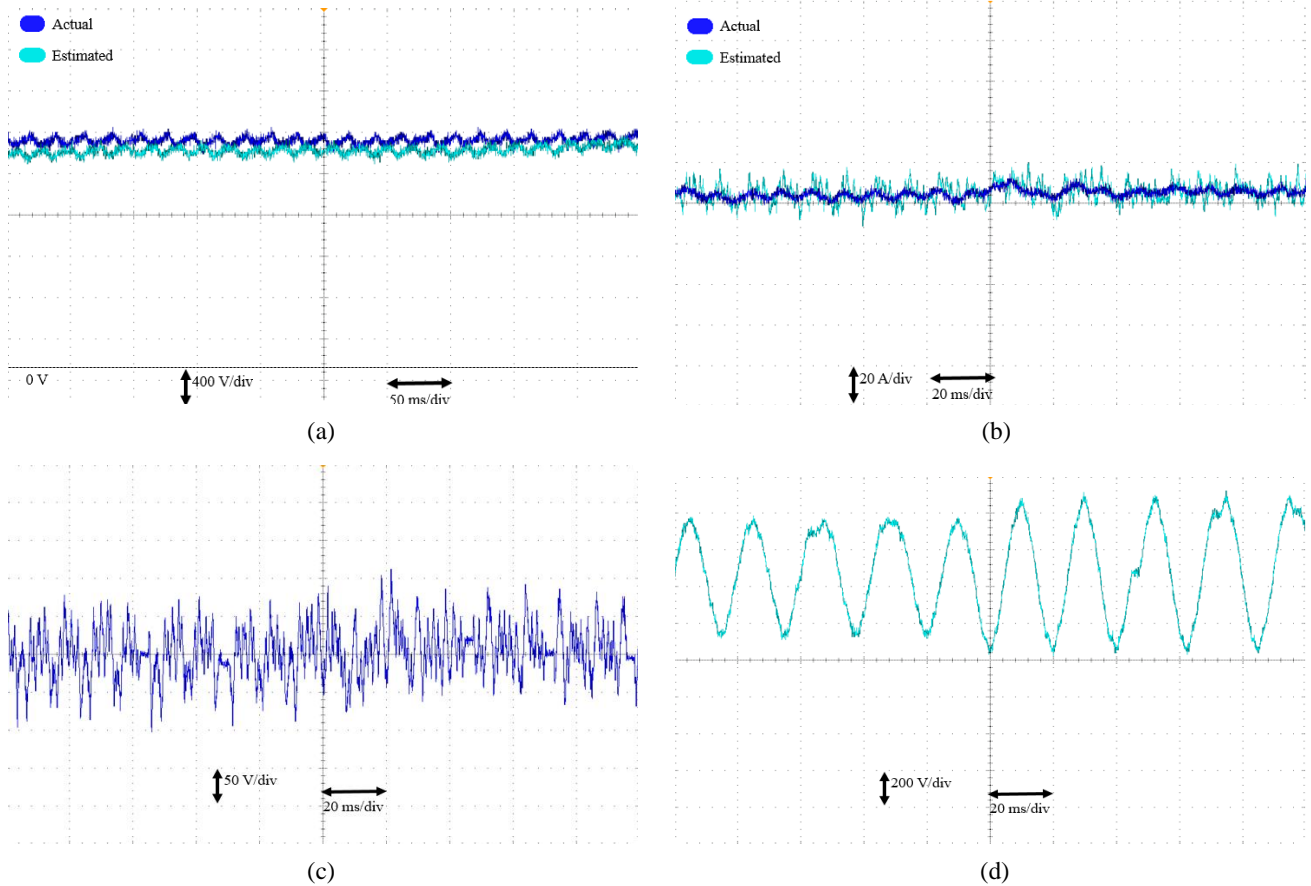 Actual
Estimated
0 V
400 V/div
50 ms/div
(a)
Actual
Estimated
20 A/div
20 ms/div
(b)
50 V/div
20 ms/div
(c)
200 V/div
20 ms/div
(d)